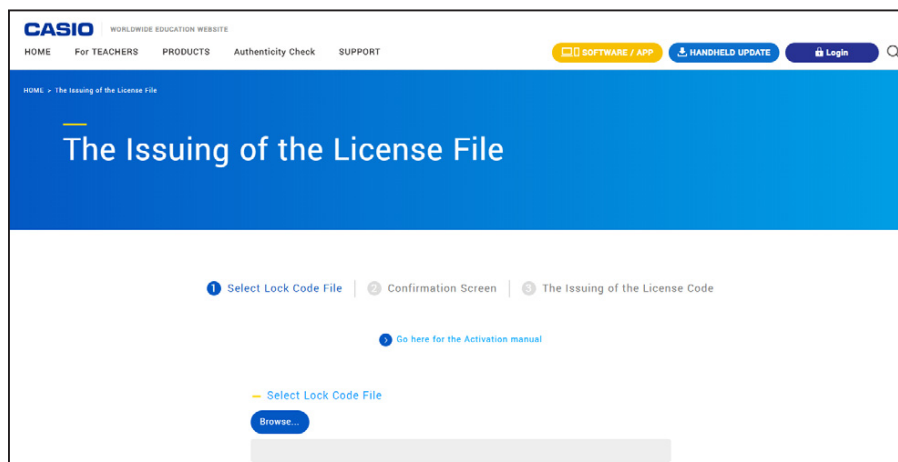 CASIO WORLDWIDE EDUCATION WEBSITE
HOME For TEACHERS PRODUCTS Authenticity Check SUPPORT SOFTWARE / APP HANDHELD UPDATE Login
HOME > The Issuing of the License File
The Issuing of the License File
1 Select Lock Code File 2 Confirmation Screen 3 The Issuing of the License Code
Go here for the Activation manual
Select Lock Code File
Browse...